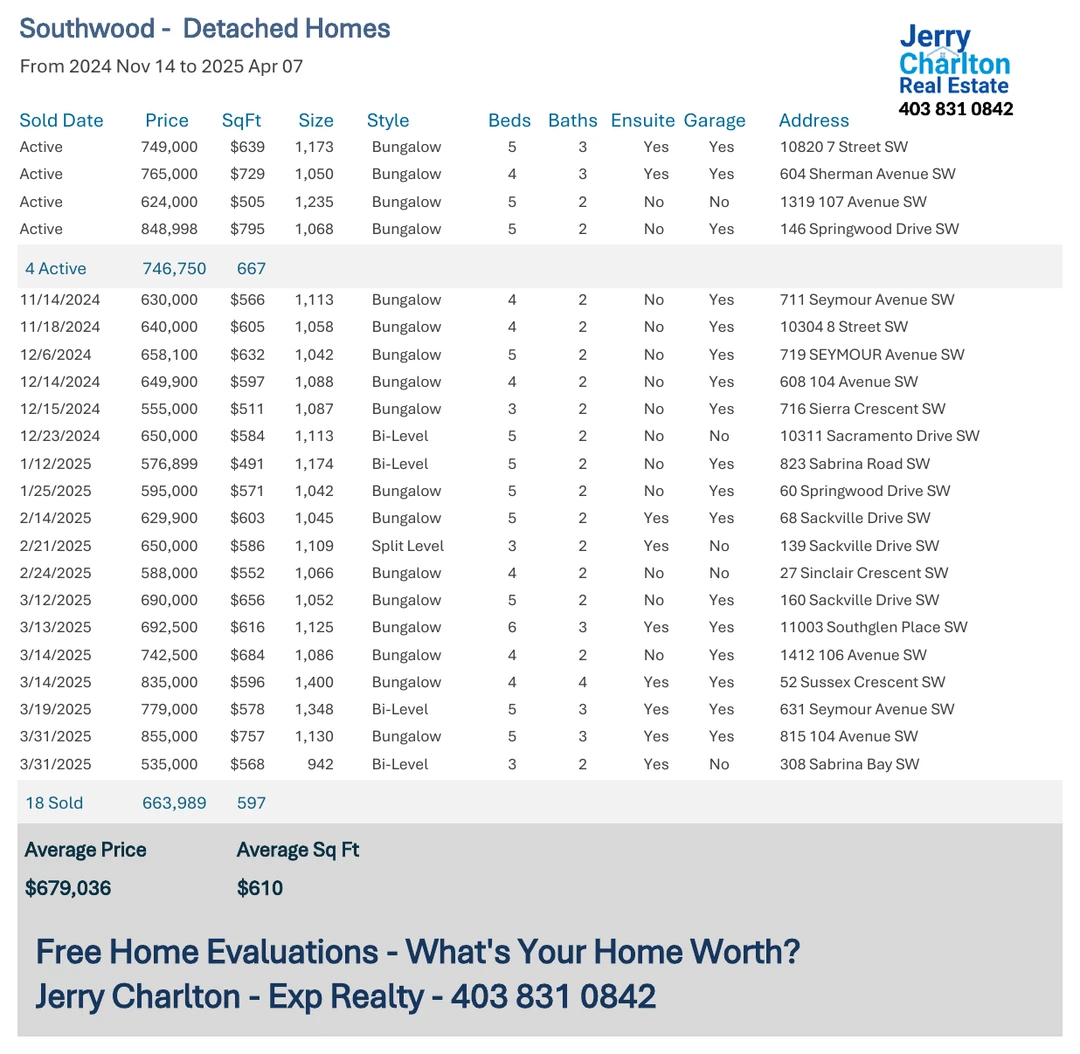 Southwood - Detached Homes
From 2024 Nov 14 to 2025 Apr 07
Jerry
Charlton
Real Estate
403 831 0842
Sold Date Price SqFt Size Style Beds Baths Ensuite Garage Address
Active 749,000 $639 1,173 Bungalow 5 3 Yes Yes 10820 7 Street SW
Active 765,000 $729 1,050 Bungalow 4 3 Yes Yes 604 Sherman Avenue SW
Active 624,000 $505 1,235 Bungalow 5 2 No No 1319 107 Avenue SW
Active 848,998 $795 1,068 Bungalow 5 2 No Yes 146 Springwood Drive SW
4 Active 746,750 667
11/14/2024 630,000 $566 1,113 Bungalow 4 2 No Yes 711 Seymour Avenue SW
11/18/2024 640,000 $605 1,058 Bungalow 4 2 No Yes 10304 8 Street SW
12/6/2024 658,100 $632 1,042 Bungalow 5 2 No Yes 719 SEYMOUR Avenue SW
12/14/2024 649,900 $597 1,088 Bungalow 4 2 No Yes 608 104 Avenue SW
12/15/2024 555,000 $511 1,087 Bungalow 3 2 No Yes 716 Sierra Crescent SW
12/23/2024 650,000 $584 1,113 Bi-Level 5 2 No No 10311 Sacramento Drive SW
1/12/2025 576,899 $491 1,174 Bi-Level 5 2 No Yes 823 Sabrina Road SW
1/25/2025 595,000 $571 1,042 Bungalow 5 2 No Yes 60 Springwood Drive SW
2/14/2025 629,900 $603 1,045 Bungalow 5 2 Yes Yes 68 Sackville Drive SW
2/21/2025 650,000 $586 1,109 Split Level 3 2 Yes No 139 Sackville Drive SW
2/24/2025 588,000 $552 1,066 Bungalow 4 2 No No 27 Sinclair Crescent SW
3/12/2025 690,000 $656 1,052 Bungalow 5 2 No Yes 160 Sackville Drive SW
3/13/2025 692,500 $616 1,125 Bungalow 6 3 Yes Yes 11003 Southglen Place SW
3/14/2025 742,500 $684 1,086 Bungalow 4 2 No Yes 1412 106 Avenue SW
3/14/2025 835,000 $596 1,400 Bungalow 4 4 Yes Yes 52 Sussex Crescent SW
3/19/2025 779,000 $578 1,348 Bi-Level 5 3 Yes Yes 631 Seymour Avenue SW
3/31/2025 855,000 $757 1,130 Bungalow 5 3 Yes Yes 815 104 Avenue SW
3/31/2025 535,000 $568 942 Bi-Level 3 2 Yes No 308 Sabrina Bay SW
18 Sold 663,989 597
Average Price Average Sq Ft
$679,036 $610
Free Home Evaluations - What's Your Home Worth?
Jerry Charlton - Exp Realty - 403 831 0842